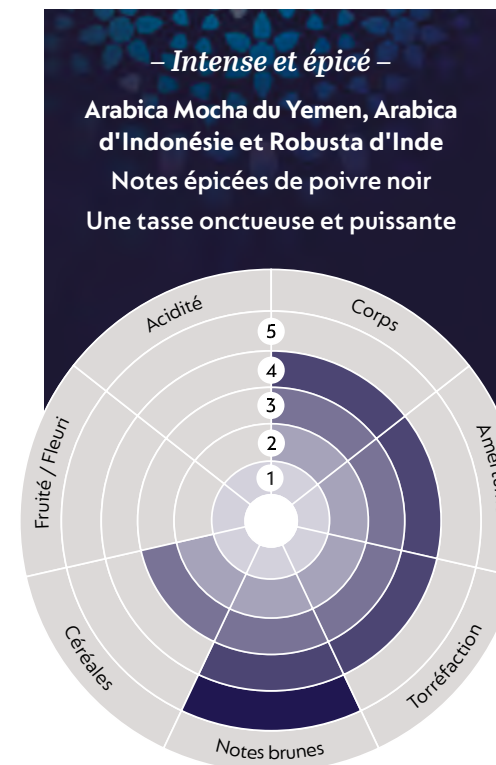 – Intense et épicé –
Arabica Mocha du Yemen, Arabica
d'Indonésie et Robusta d'Inde
Notes épicées de poivre noir
Une tasse onctueuse et puissante
Acidité
Corps
5
4
3
2
1
Fruité / Fleuri
Céréales
Torréfaction
Notes brunes